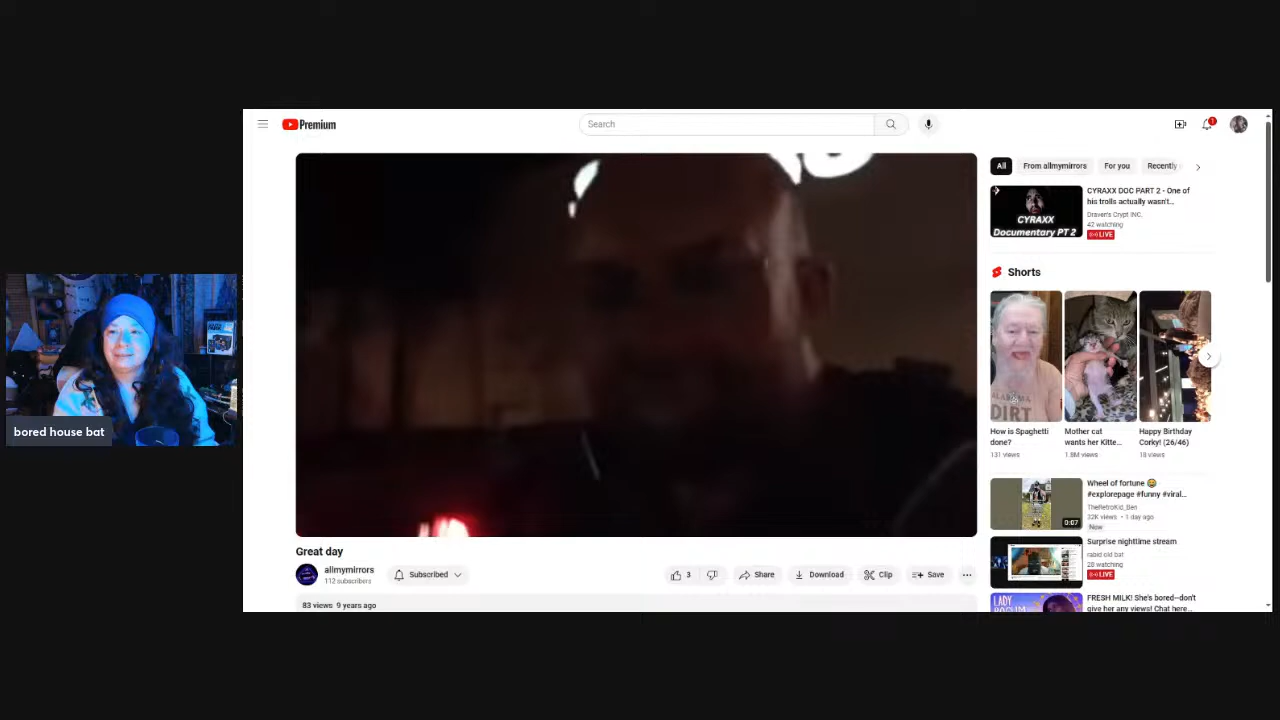 Premium
Search
1
All
From allmymirrors
For you
Recently
CYRAXX
Documentary PT 2
CYRAXX DOC PART 2 - One of
his trolls actually wasn't...
Draven's Crypt INC.
42 watching
LIVE
Shorts
ALABAMA
DIRT
How is Spaghetti
done?
131 views
Mother cat
wants her Kitte...
1.8M views
Happy Birthday
Corky! (26/46)
18 views
bored house bat
0:07
Wheel of fortune
#explorepage #funny #viral...
TheRetroKid_Ben
22K views • 1 day ago
New
Surprise nighttime stream
rabid old bat
28 watching
LIVE
Great day
allmymirrors
112 subscribers
Subscribed
3
Share
Download
Clip
Save
83 views 9 years ago
LADY
FRESH MILK! She's bored—don't
give her any views! Chat here...